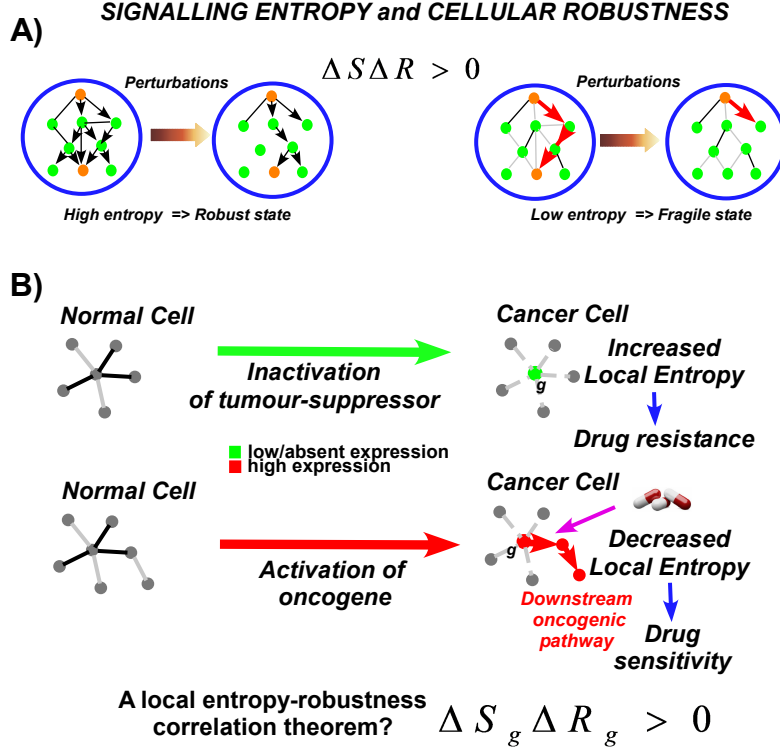 SIGNALLING ENTROPY and CELLULAR ROBUSTNESS
A)
Perturbations
Δ S Δ R > 0
Perturbations
High entropy => Robust state
Low entropy => Fragile state
B)
Normal Cell
Cancer Cell
Inactivation
of tumour-suppressor
g
Increased
Local Entropy
Drug resistance
low/absent expression
high expression
Normal Cell
Cancer Cell
Activation of
oncogene
g
Downstream
oncogenic
pathway
Decreased
Local Entropy
Drug
sensitivity
A local entropy-robustness
correlation theorem?
Δ S g Δ R g > 0